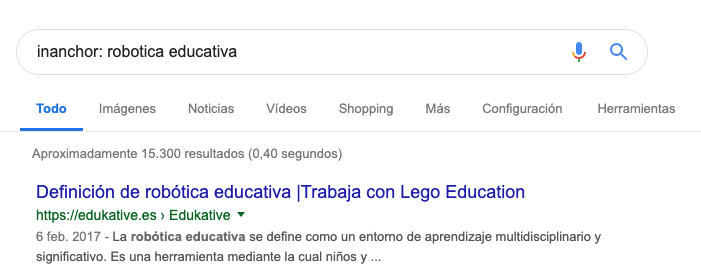 inanchor: robotica educativa
Todo Imágenes Noticias Vídeos Shopping Más Configuración Herramientas
Aproximadamente 15.300 resultados (0,40 segundos)
Definición de robótica educativa |Trabaja con Lego Education
https://edukative.es › Edukative
6 feb. 2017 - La robótica educativa se define como un entorno de aprendizaje multidisciplinario y
significativo. Es una herramienta mediante la cual niños y ...